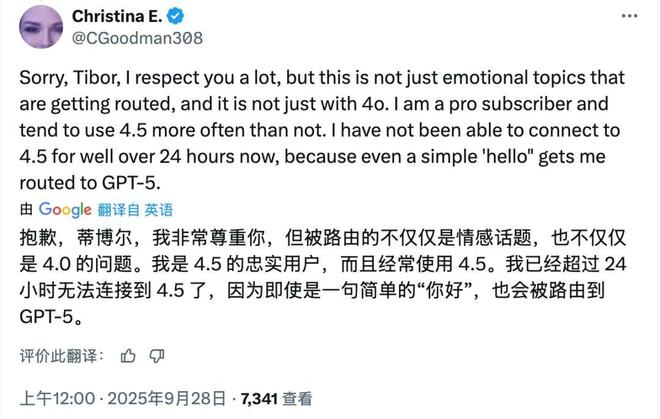 Christina E.
@CGoodman308
Sorry, Tibor, I respect you a lot, but this is not just emotional topics that
are getting routed, and it is not just with 4o. I am a pro subscriber and
tend to use 4.5 more often than not. I have not been able to connect to
4.5 for well over 24 hours now, because even a simple 'hello" gets me
routed to GPT-5.
由 Google 翻译自 英语
抱歉，蒂博尔，我非常尊重你，但被路由的不仅仅是情感话题，也不仅仅
是 4.0 的问题。我是 4.5 的忠实用户，而且经常使用 4.5。我已经超过 24
小时无法连接到 4.5 了，因为即使是一句简单的“你好”，也会被路由到
GPT-5。
评价此翻译：
上午12:00 · 2025年9月28日 · 7,341 查看